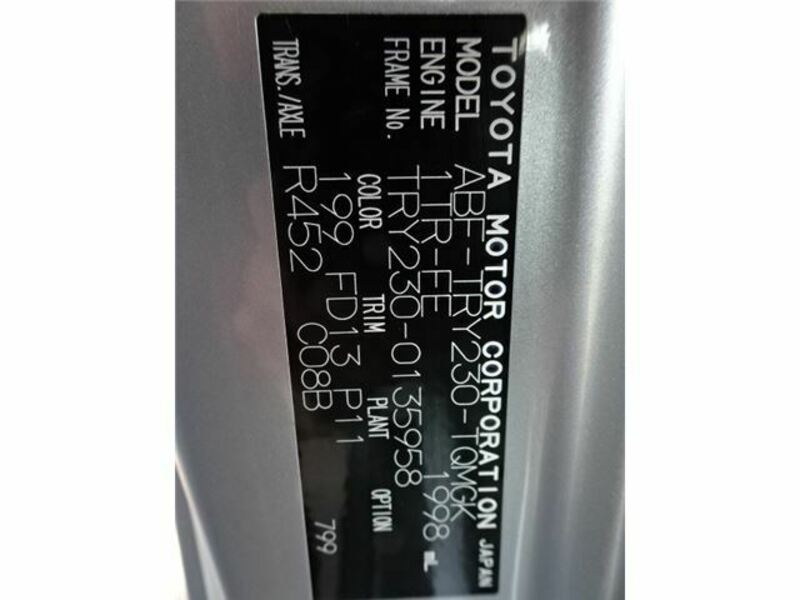 TOYOTA MOTOR CORPORATION JAPAN
MODEL ABF-TRY230-TQMGK
ENGINE 1TR-FE 1998 mL
FRAME No. TRY230-0135958
COLOR TRIM PLANT OPTION
199 FD13 P11
TRANS./AXLE R452 C08B
799